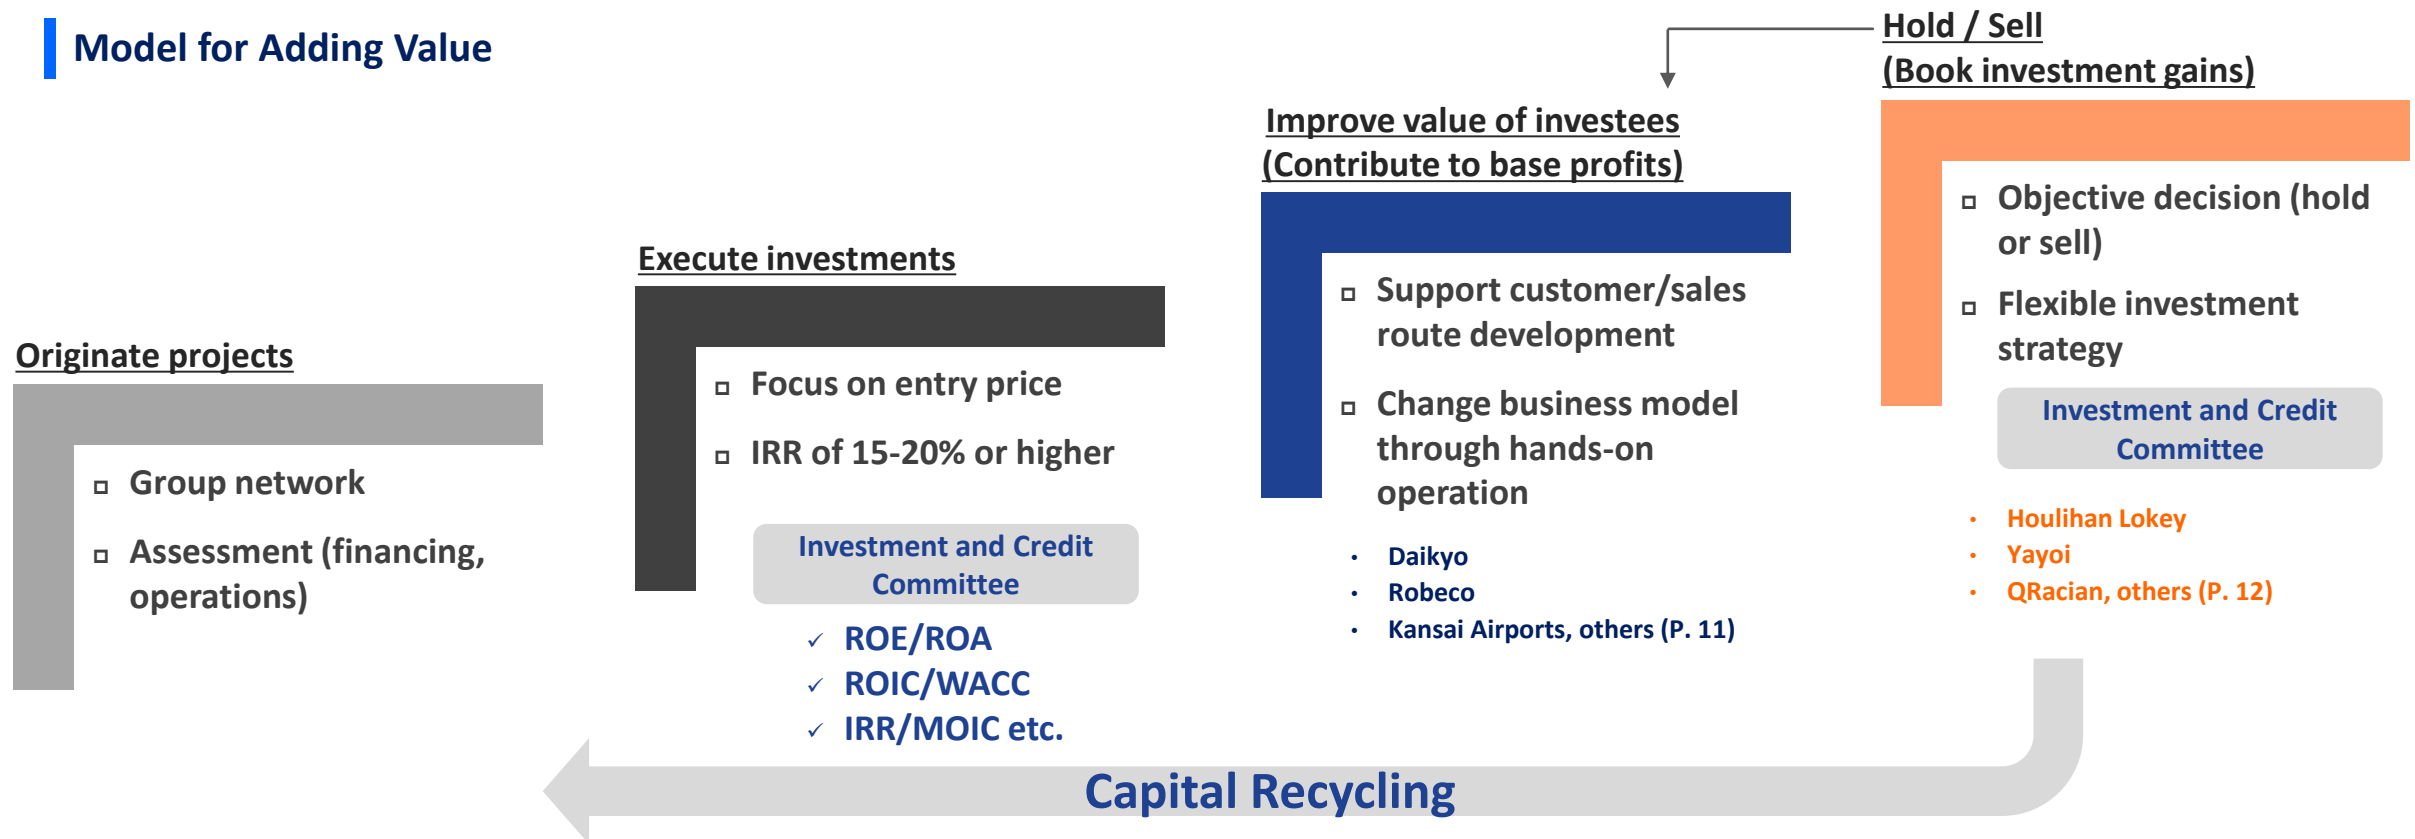 Model for Adding Value
Originate projects
Group network
Assessment (financing,
operations)
Execute investments
Focus on entry price
IRR of 15-20% or higher
Investment and Credit
Committee
✓ ROE/ROA
✓ ROIC/WACC
✓ IRR/MOIC etc.
Improve value of investees
(Contribute to base profits)
Support customer/sales
route development
Change business model
through hands-on
operation
• Daikyo
• Robeco
• Kansai Airports, others (P. 11)
Hold / Sell
(Book investment gains)
Objective decision (hold
or sell)
Flexible investment
strategy
Investment and Credit
Committee
• Houlihan Lokey
• Yayoi
• QRacian, others (P. 12)
Capital Recycling